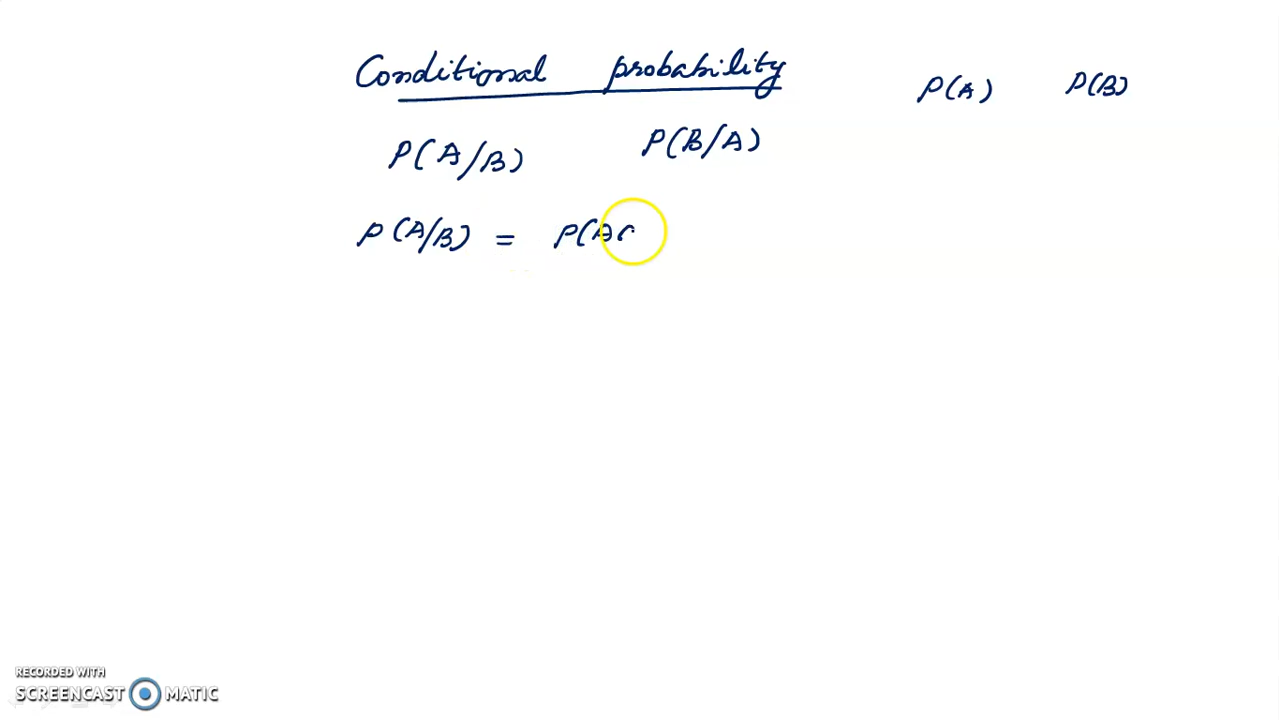 Conditional probability
P(A) P(B)
P(A/B) P(B/A)
P(A/B) = P(A
RECORDED WITH
SCREENCAST MATIC